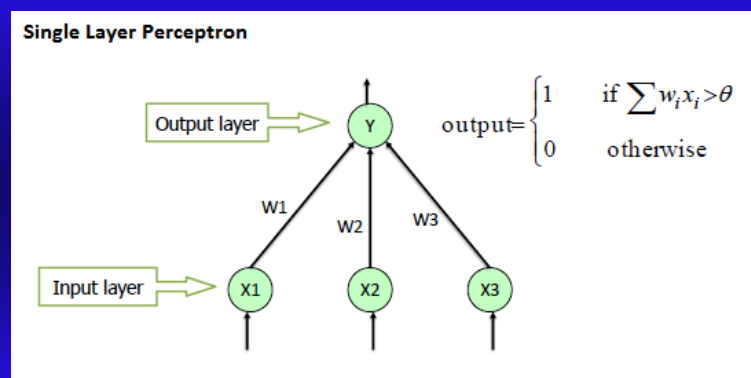 Single Layer Perceptron
Output layer
Y
output= 1 if ∑wᵢxᵢ>θ
0 otherwise
W1
W2
W3
Input layer
X1
X2
X3